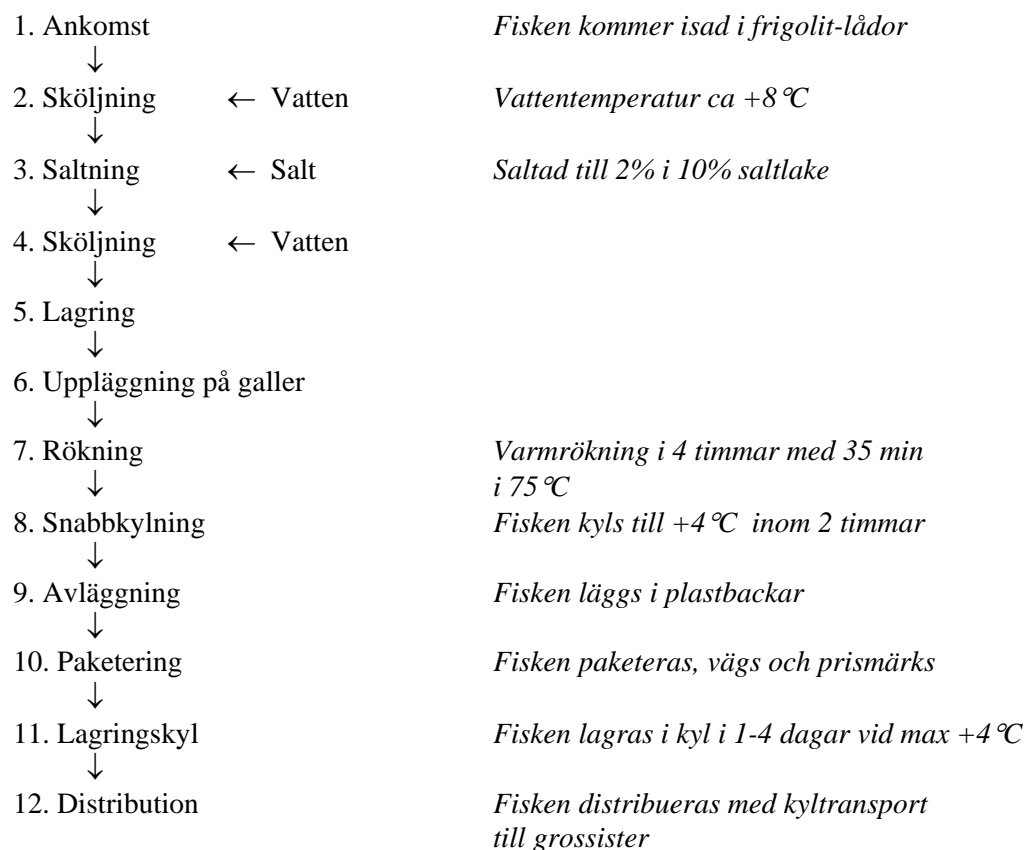 1. Ankomst Fisken kommer isad i frigolit-lådor
↓
2. Sköljning ← Vatten Vattentemperatur ca +8°C
↓
3. Saltning ← Salt Saltad till 2% i 10% saltlake
↓
4. Sköljning ← Vatten
↓
5. Lagring
↓
6. Uppläggning på galler
↓
7. Rökning Varmrökning i 4 timmar med 35 min
↓ i 75°C
8. Snabbkylning Fisken kyls till +4°C inom 2 timmar
↓
9. Avläggning Fisken läggs i plastbackar
↓
10. Paketering Fisken paketeras, vägs och prismärks
↓
11. Lagringskyl Fisken lagras i kyl i 1-4 dagar vid max +4°C
↓
12. Distribution Fisken distribueras med kyltransport
till grossister